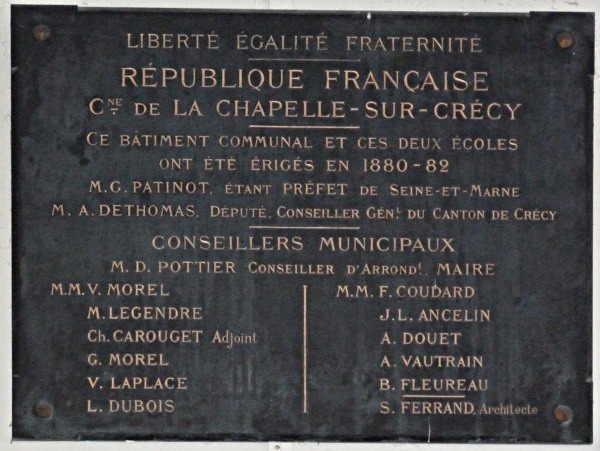 LIBERTÉ ÉGALITÉ FRATERNITÉ
RÉPUBLIQUE FRANÇAISE
CNE DE LA CHAPELLE-SUR-CRÉCY
CE BÂTIMENT COMMUNAL ET CES DEUX ÉCOLES
ONT ÉTÉ ÉRIGÉS EN 1880-82
M.G. PATINOT, ÉTANT PRÉFET DE SEINE-ET-MARNE
M. A. DETHOMAS, DÉPUTÉ, CONSEILLER GÉNL DU CANTON DE CRÉCY
CONSEILLERS MUNICIPAUX
M. D. POTTIER CONSEILLER D'ARRONDT, MAIRE
M.M. V. MOREL
M. LEGENDRE
Ch. CAROUGET Adjoint
G. MOREL
V. LAPLACE
L. DUBOIS
M.M. F. COUDARD
J.L. ANCELIN
A. DOUET
A. VAUTRAIN
B. FLEUREAU
S. FERRAND, Architecte